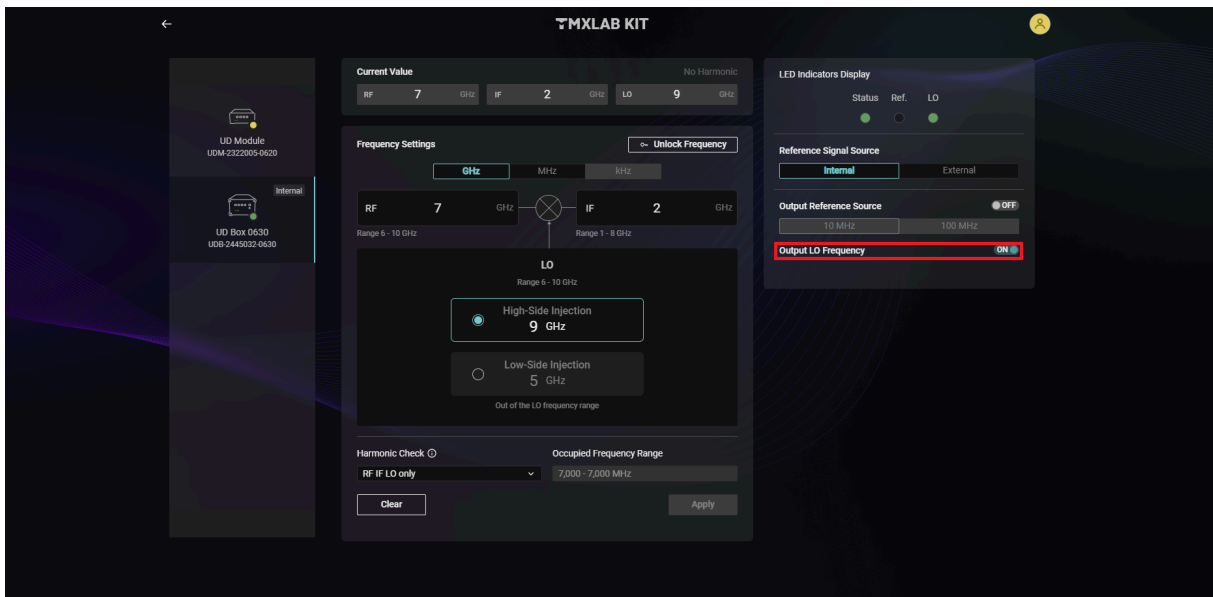 TMXLAB KIT
UD Module
UDM-2322005-0620
Internal
UD Box 0630
UDB-2445032-0630
Current Value No Harmonic
RF 7 GHz IF 2 GHz LO 9 GHz
Frequency Settings Unlock Frequency
GHz MHz kHz
RF 7 GHz IF 2 GHz
Range 6 - 10 GHz Range 1 - 8 GHz
LO
Range 6 - 10 GHz
High-Side Injection
9 GHz
Low-Side Injection
5 GHz
Out of the LO frequency range
Harmonic Check Occupied Frequency Range
RF IF LO only 7,000 - 7,000 MHz
Clear Apply
LED Indicators Display
Status Ref. LO
Reference Signal Source
Internal External
Output Reference Source OFF
10 MHz 100 MHz
Output LO Frequency ON